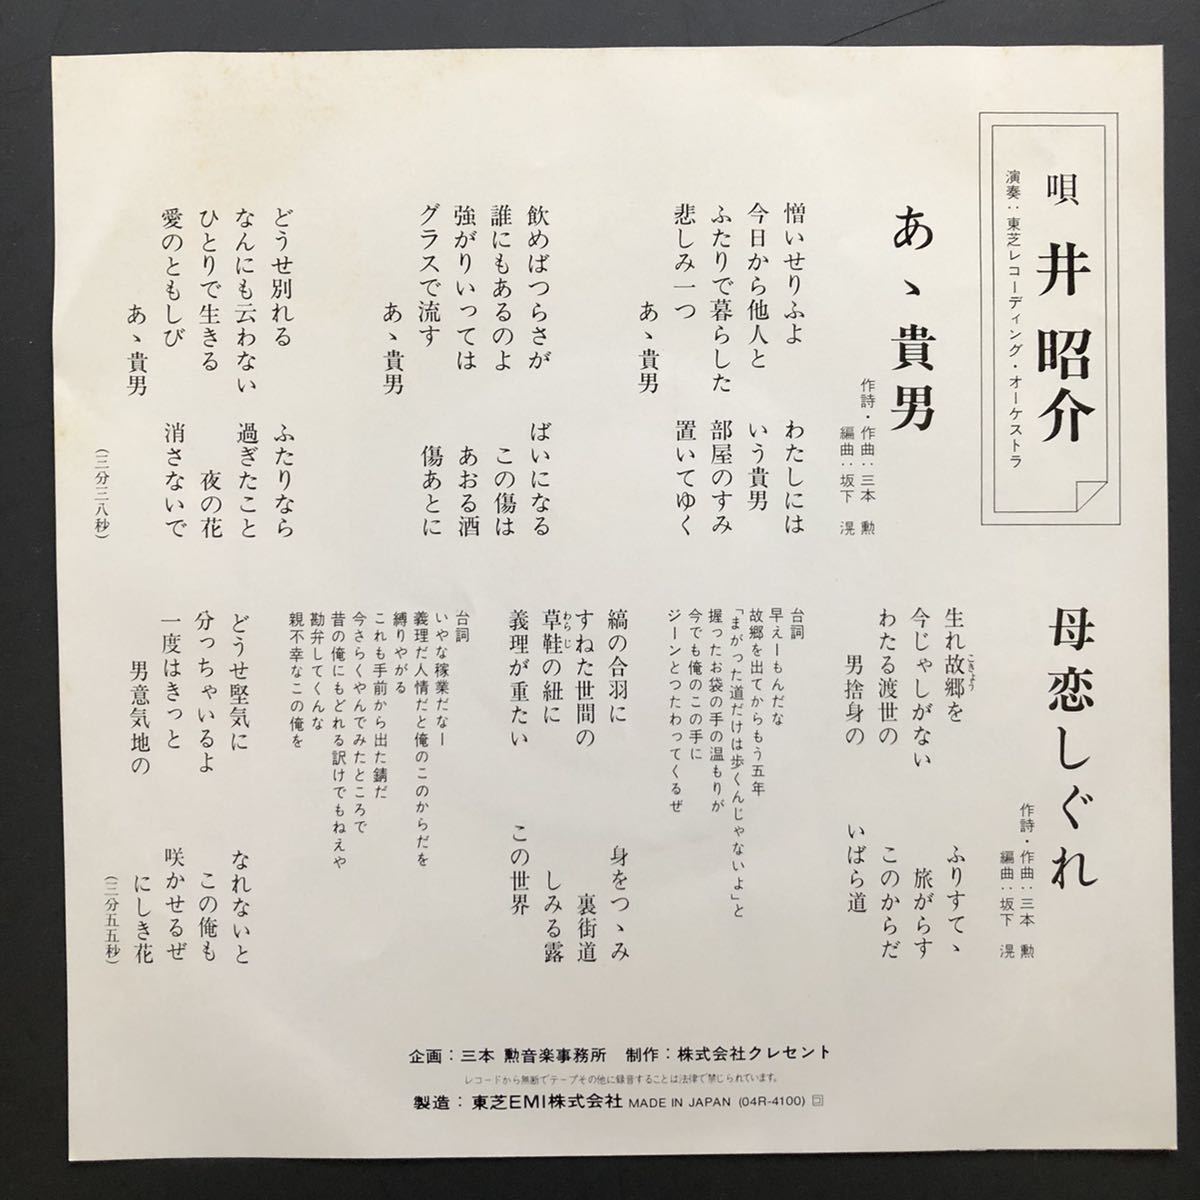 唄 井 昭介
演奏:東芝レコーディング・オーケストラ
あゝ貴男
作詩・作曲:三本 勲
編曲:坂下 滉
憎いせりふよ わたしには
今日から他人と いう貴男
ふたりで暮らした 部屋のすみ
悲しみ一つ 置いてゆく
あゝ貴男
飲めばつらさが ばいになる
誰にもあるのよ この傷は
強がりいっては あおる酒
グラスで流す 傷あとに
あゝ貴男
どうせ別れる ふたりなら
なんにも云わない 過ぎたこと
ひとりで生きる 夜の花
愛のともしび 消さないで
あゝ貴男
(三分三八秒)
母恋しぐれ
作詩・作曲:三本 勲
編曲:坂下 滉
生れ故郷を ふりすてゝ
こきょう
今じゃしがない 旅がらす
わたる渡世の このからだ
男捨身の いばら道
台詞
早えーもんだな
故郷を出てからもう五年
「まがった道だけは歩くんじゃないよ」と
握ったお袋の手の温もりが
今でも俺のこの手に
ジーンとつたわってくるぜ
縞の合羽に 身をつゝみ
すねた世間の 裏街道
草鞋の紐に しみる露
わらじ
義理が重たい この世界
台詞
いやな稼業だなー
義理だ人情だと俺のこのからだを
縛りやがる
これも手前から出た錆だ
今さらくやんでみたところで
昔の俺にもどれる訳けでもねえや
勘弁してくんな
親不幸なこの俺を
どうせ堅気に なれないと
分っちゃいるよ この俺も
一度はきっと 咲かせるぜ
男意気地の にしき花
(三分五五秒)
企画:三本 勲音楽事務所 制作:株式会社クレセント
レコードから無断でテープその他に録音することは法律で禁じられています。
製造:東芝EMI株式会社 MADE IN JAPAN (04R-4100)